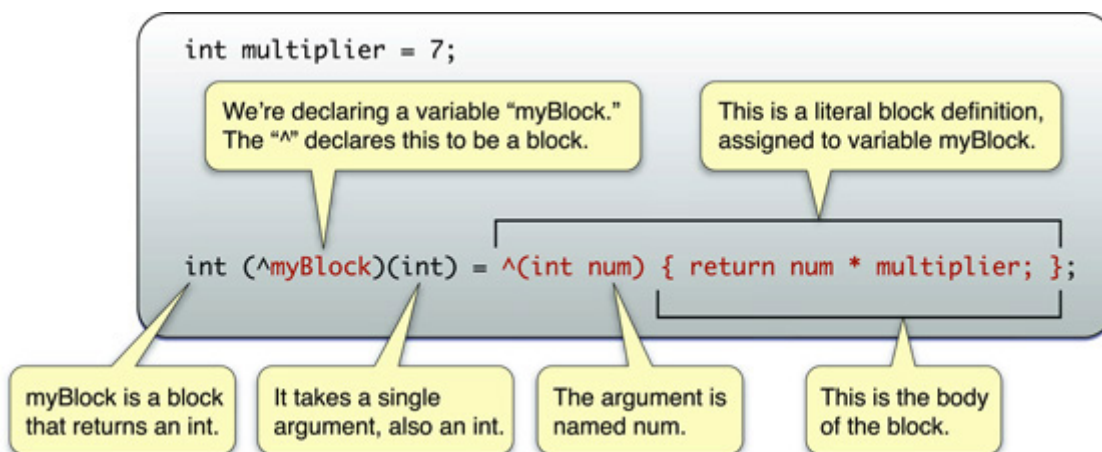 int multiplier = 7;
We’re declaring a variable “myBlock.”
The “^” declares this to be a block.
This is a literal block definition,
assigned to variable myBlock.
int (^myBlock)(int) = ^(int num) { return num * multiplier; };
myBlock is a block
that returns an int.
It takes a single
argument, also an int.
The argument is
named num.
This is the body
of the block.